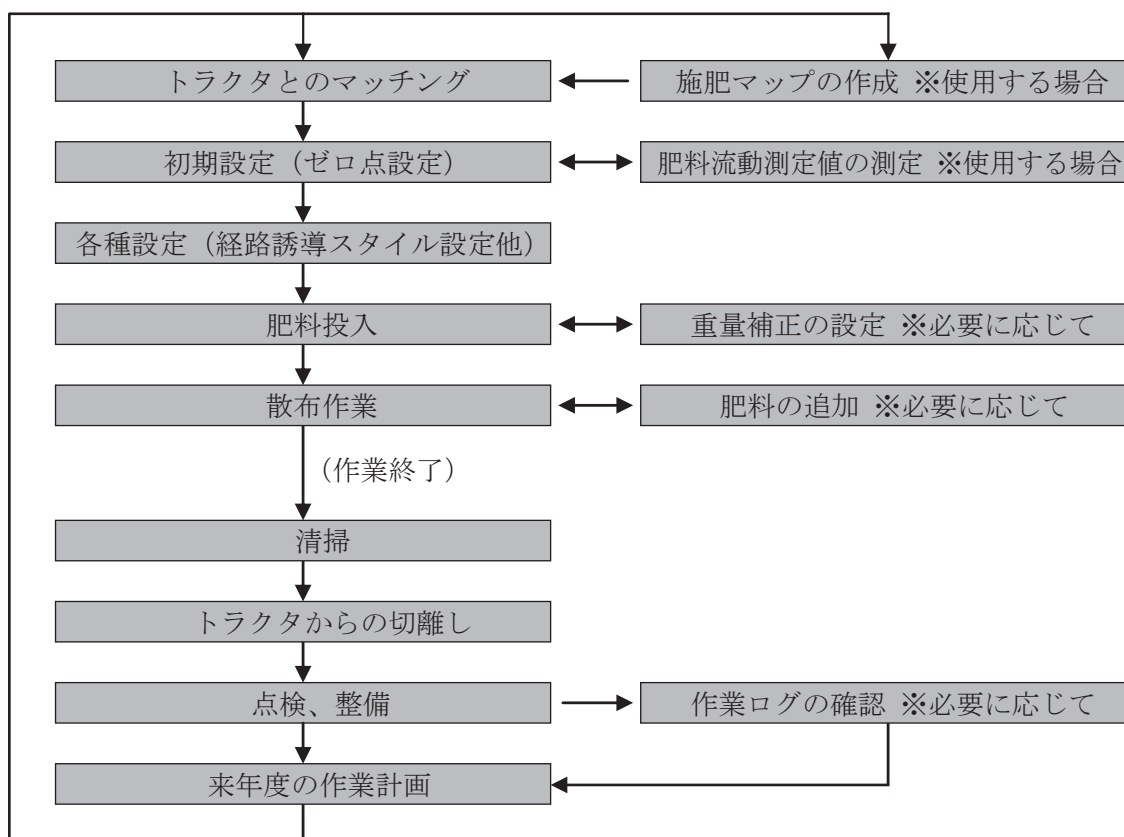 トラクタとのマッチング
施肥マップの作成 ※使用する場合
初期設定（ゼロ点設定）
肥料流動測定値の測定 ※使用する場合
各種設定（経路誘導スタイル設定他）
肥料投入
重量補正の設定 ※必要に応じて
散布作業
肥料の追加 ※必要に応じて
（作業終了）
清掃
トラクタからの切離し
点検、整備
作業ログの確認 ※必要に応じて
来年度の作業計画